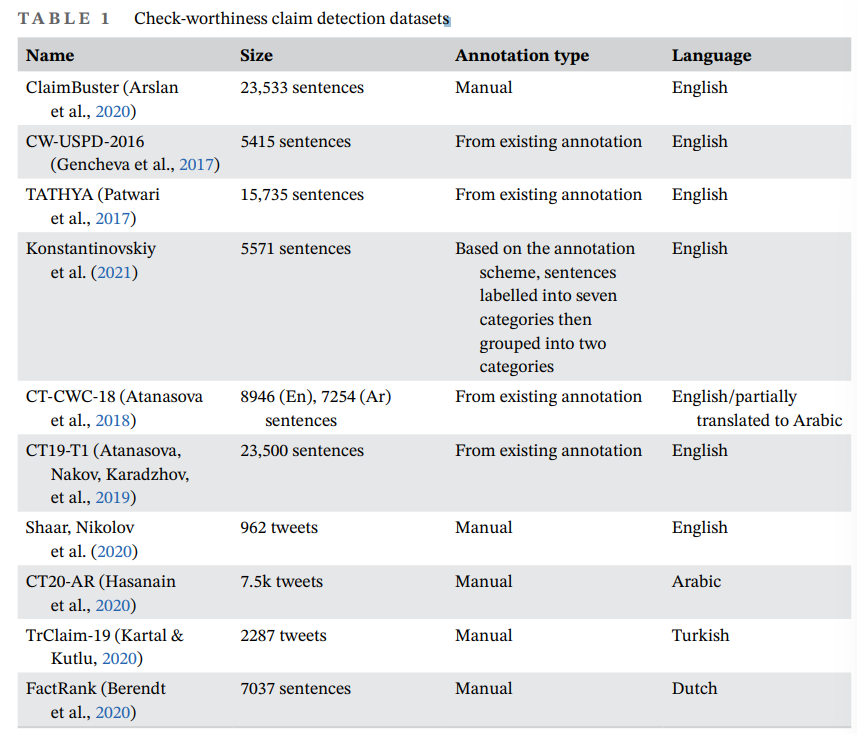 TABLE 1 Check-worthiness claim detection datasets
Name Size Annotation type Language
ClaimBuster (Arslan 23,533 sentences Manual English
et al., 2020)
CW-USPD-2016 5415 sentences From existing annotation English
(Gencheva et al., 2017)
TATHYA (Patwari 15,735 sentences From existing annotation English
et al., 2017)
Konstantinovskiy 5571 sentences Based on the annotation English
et al. (2021) scheme, sentences
labelled into seven
categories then
grouped into two
categories
CT-CWC-18 (Atanasova 8946 (En), 7254 (Ar) From existing annotation English/partially
et al., 2018) sentences translated to Arabic
CT19-T1 (Atanasova, 23,500 sentences From existing annotation English
Nakov, Karadzhov,
et al., 2019)
Shaar, Nikolov 962 tweets Manual English
et al. (2020)
CT20-AR (Hasanain 7.5k tweets Manual Arabic
et al., 2020)
TrClaim-19 (Kartal & 2287 tweets Manual Turkish
Kutlu, 2020)
FactRank (Berendt 7037 sentences Manual Dutch
et al., 2020)